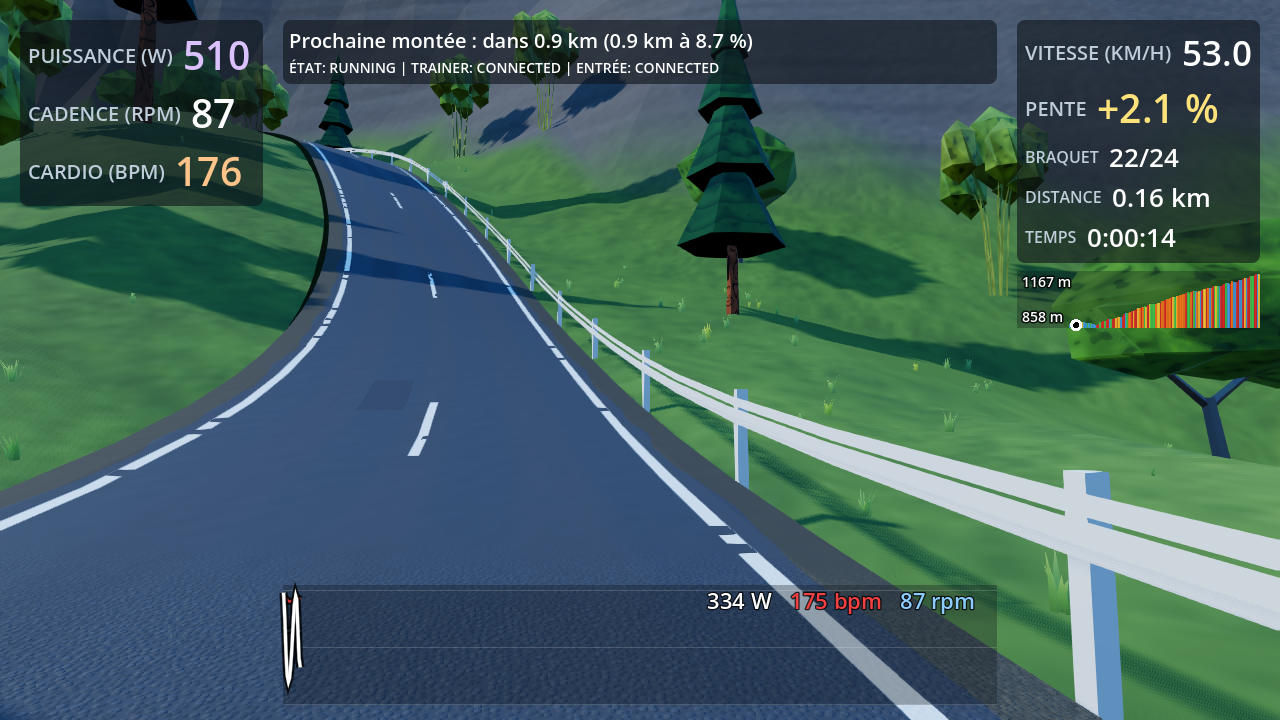 PUISSANCE (W) 510
CADENCE (RPM) 87
CARDIO (BPM) 176
Prochaine montée : dans 0.9 km (0.9 km à 8.7 %)
ÉTAT: RUNNING | TRAINER: CONNECTED | ENTRÉE: CONNECTED
VITESSE (KM/H) 53.0
PENTE +2.1 %
BRAQUET 22/24
DISTANCE 0.16 km
TEMPS 0:00:14
1167 m
858 m
334 W 175 bpm 87 rpm